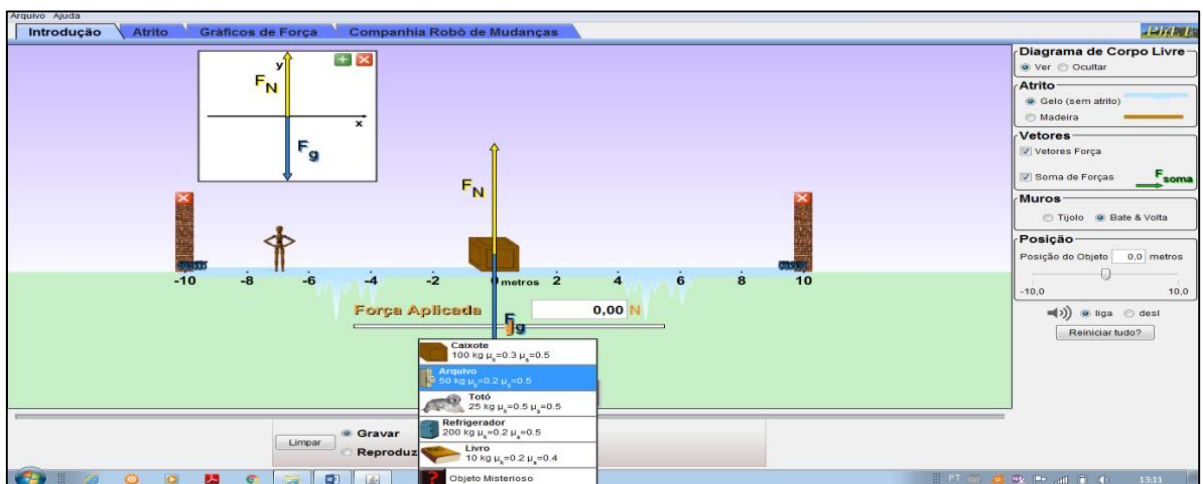 Arquivo Ajuda
Introdução Atrito Gráficos de Força Companhia Robô de Mudanças
y
x
F N
F g
F N
-10 -8 -6 -4 -2 0 metros 2 4 6 8 10
Força Aplicada 0,00 N
F g
Caixote
100 kg μk=0.3 μs=0.5
Arquivo
50 kg μk=0.2 μs=0.5
Totó
25 kg μk=0.5 μs=0.5
Refrigerador
200 kg μk=0.2 μs=0.5
Livro
10 kg μk=0.2 μs=0.4
? Objeto Misterioso
Limpar
Gravar
Reproduz
Diagrama de Corpo Livre
Ver Ocultar
Atrito
Gelo (sem atrito)
Madeira
Vetores
Vetores Força
Soma de Forças F soma
Muros
Tijolo Bate & Volta
Posição
Posição do Objeto 0,0 metros
-10,0 10,0
liga desl
Reiniciar tudo?
PT 13:11